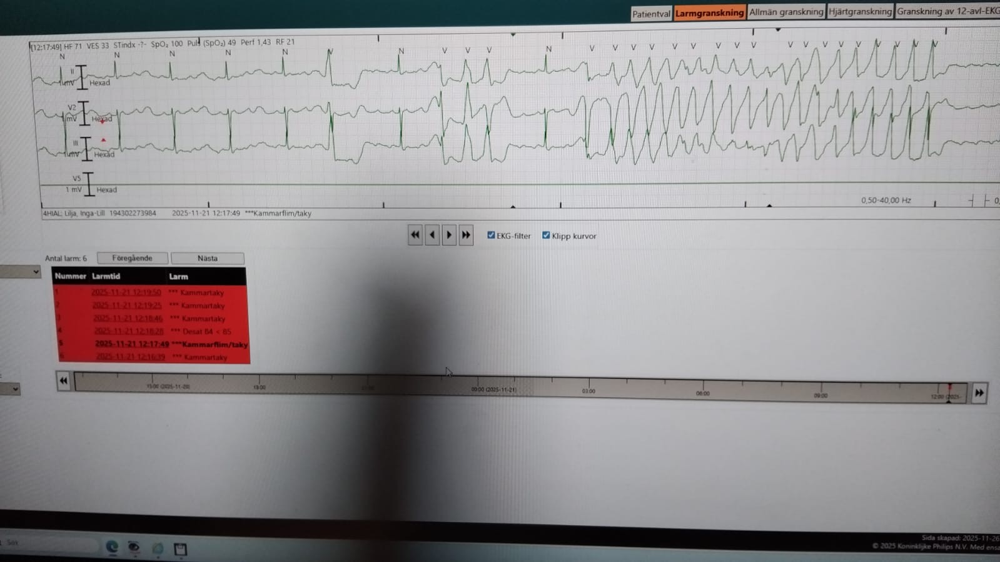 Patientval Larmgranskning Allmän granskning Hjärtgranskning Granskning av 12-avl-EKG
[12:17:49] HF 71 VES 33 STindx -?- SpO₂ 100 Puls (SpO₂) 49 Perf 1,43 RF 21
N N N N N N V V V N V V V V V V V V V V V V V V V V V V
II
mV Hexad
V2
mV Hexad
III
mV Hexad
V5
1 mV Hexad
0,50-40,00 Hz
4HIAL; Lilja, Inga-Lill 194302273984 2025-11-21 12:17:49 ***Kammarflim/taky
EKG-filter Klipp kurvor
Antal larm: 6 Föregående Nästa
Nummer Larmtid Larm
1 2025-11-21 12:19:50 *** Kammartaky
2 2025-11-21 12:19:25 *** Kammartaky
3 2025-11-21 12:18:46 *** Kammartaky
4 2025-11-21 12:18:28 *** Desat 84 < 85
5 2025-11-21 12:17:49 ***Kammarflim/taky
6 2025-11-21 12:16:39 *** Kammartaky
15:00 (2025-11-20) 18:00 00:00 (2025-11-21) 03:00 06:00 09:00 12:00 (2025-
Sök
Sida skapad: 2025-11-26
© 2025 Koninklijke Philips N.V. Med ensa